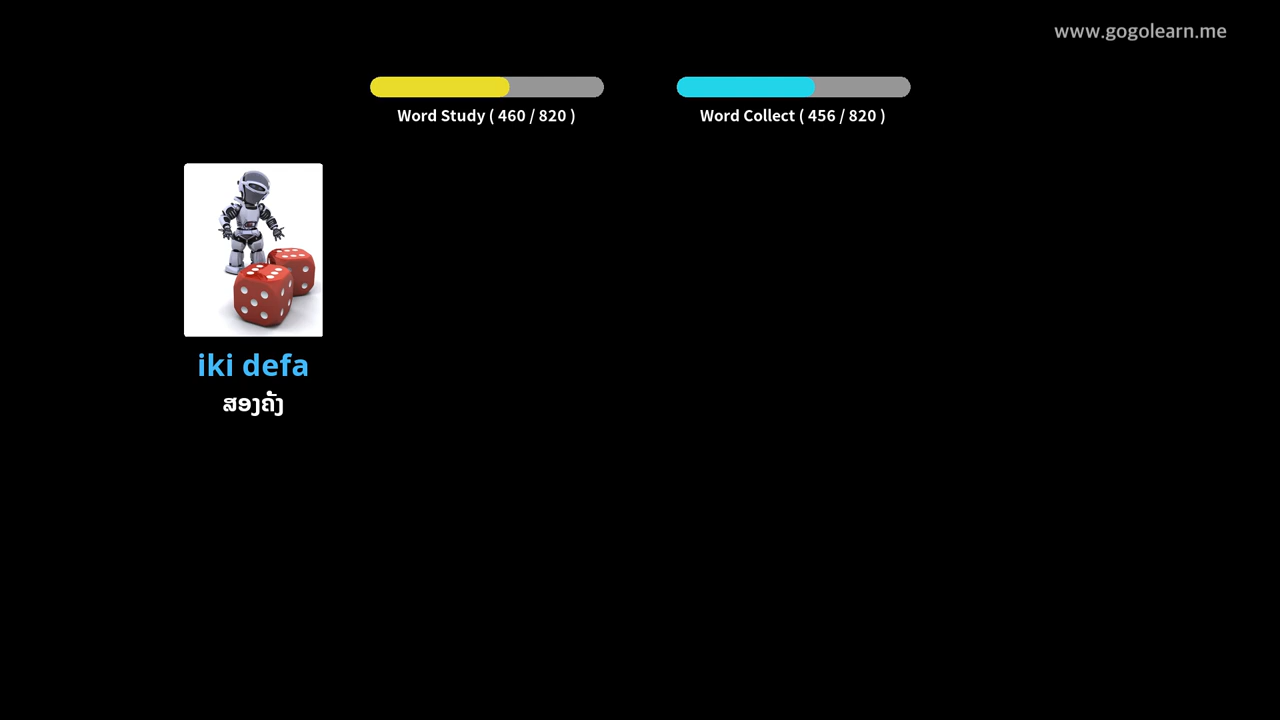 www.gogolearn.me
Word Study ( 460 / 820 )
Word Collect ( 456 / 820 )
iki defa
ສອງຄັ້ງ